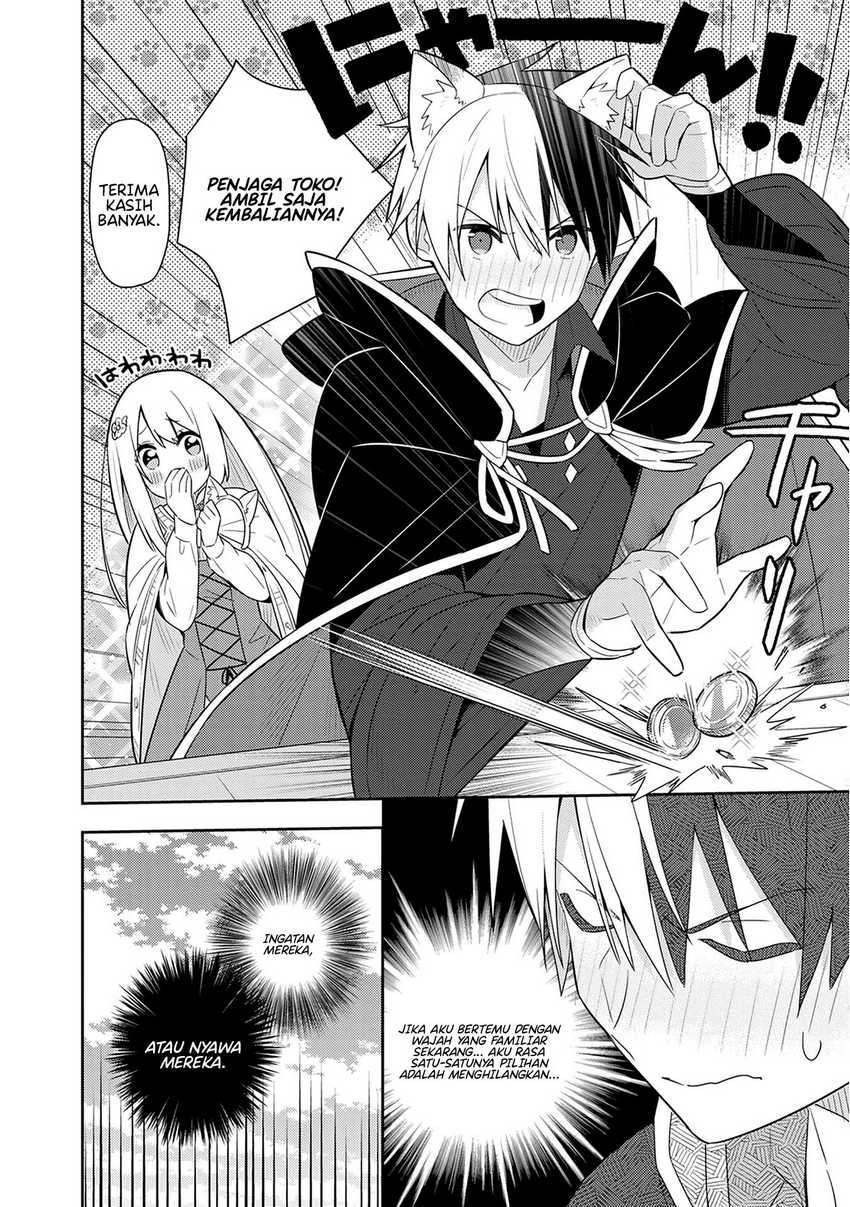 にゃーん!!
PENJAGA TOKO!
AMBIL SAJA
KEMBALIANNYA!
TERIMA
KASIH
BANYAK.
はわわわわ
チャッ
JIKA AKU BERTEMU DENGAN
WAJAH YANG FAMILIAR
SEKARANG... AKU RASA
SATU-SATUNYA PILIHAN
ADALAH MENGHILANGKAN...
INGATAN
MEREKA,
ATAU NYAWA
MEREKA.